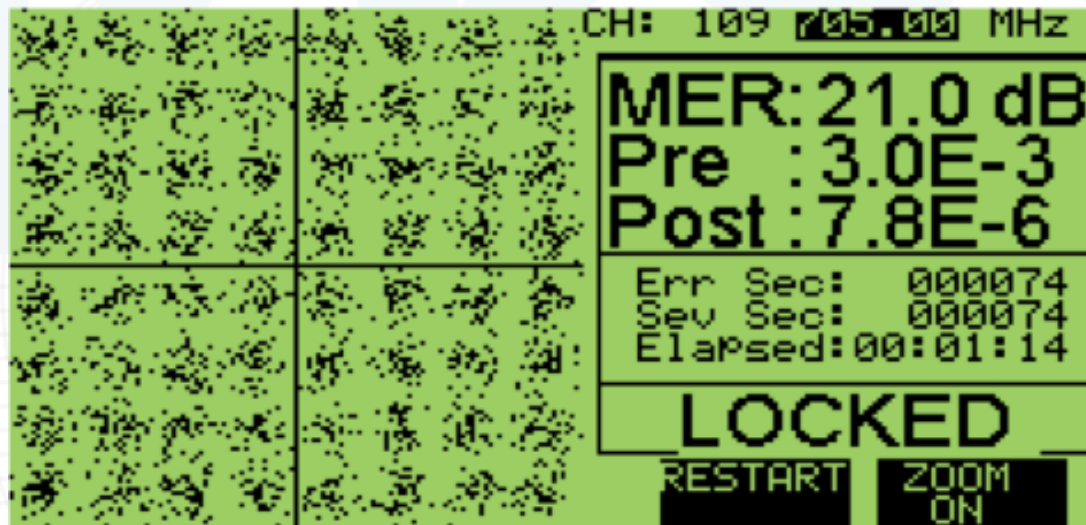 CH: 109 705.00 MHz
MER: 21.0 dB
Pre : 3.0E-3
Post : 7.8E-6
Err Sec: 000074
Sev Sec: 000074
Elapsed:00:01:14
LOCKED
RESTART
ZOOM
ON